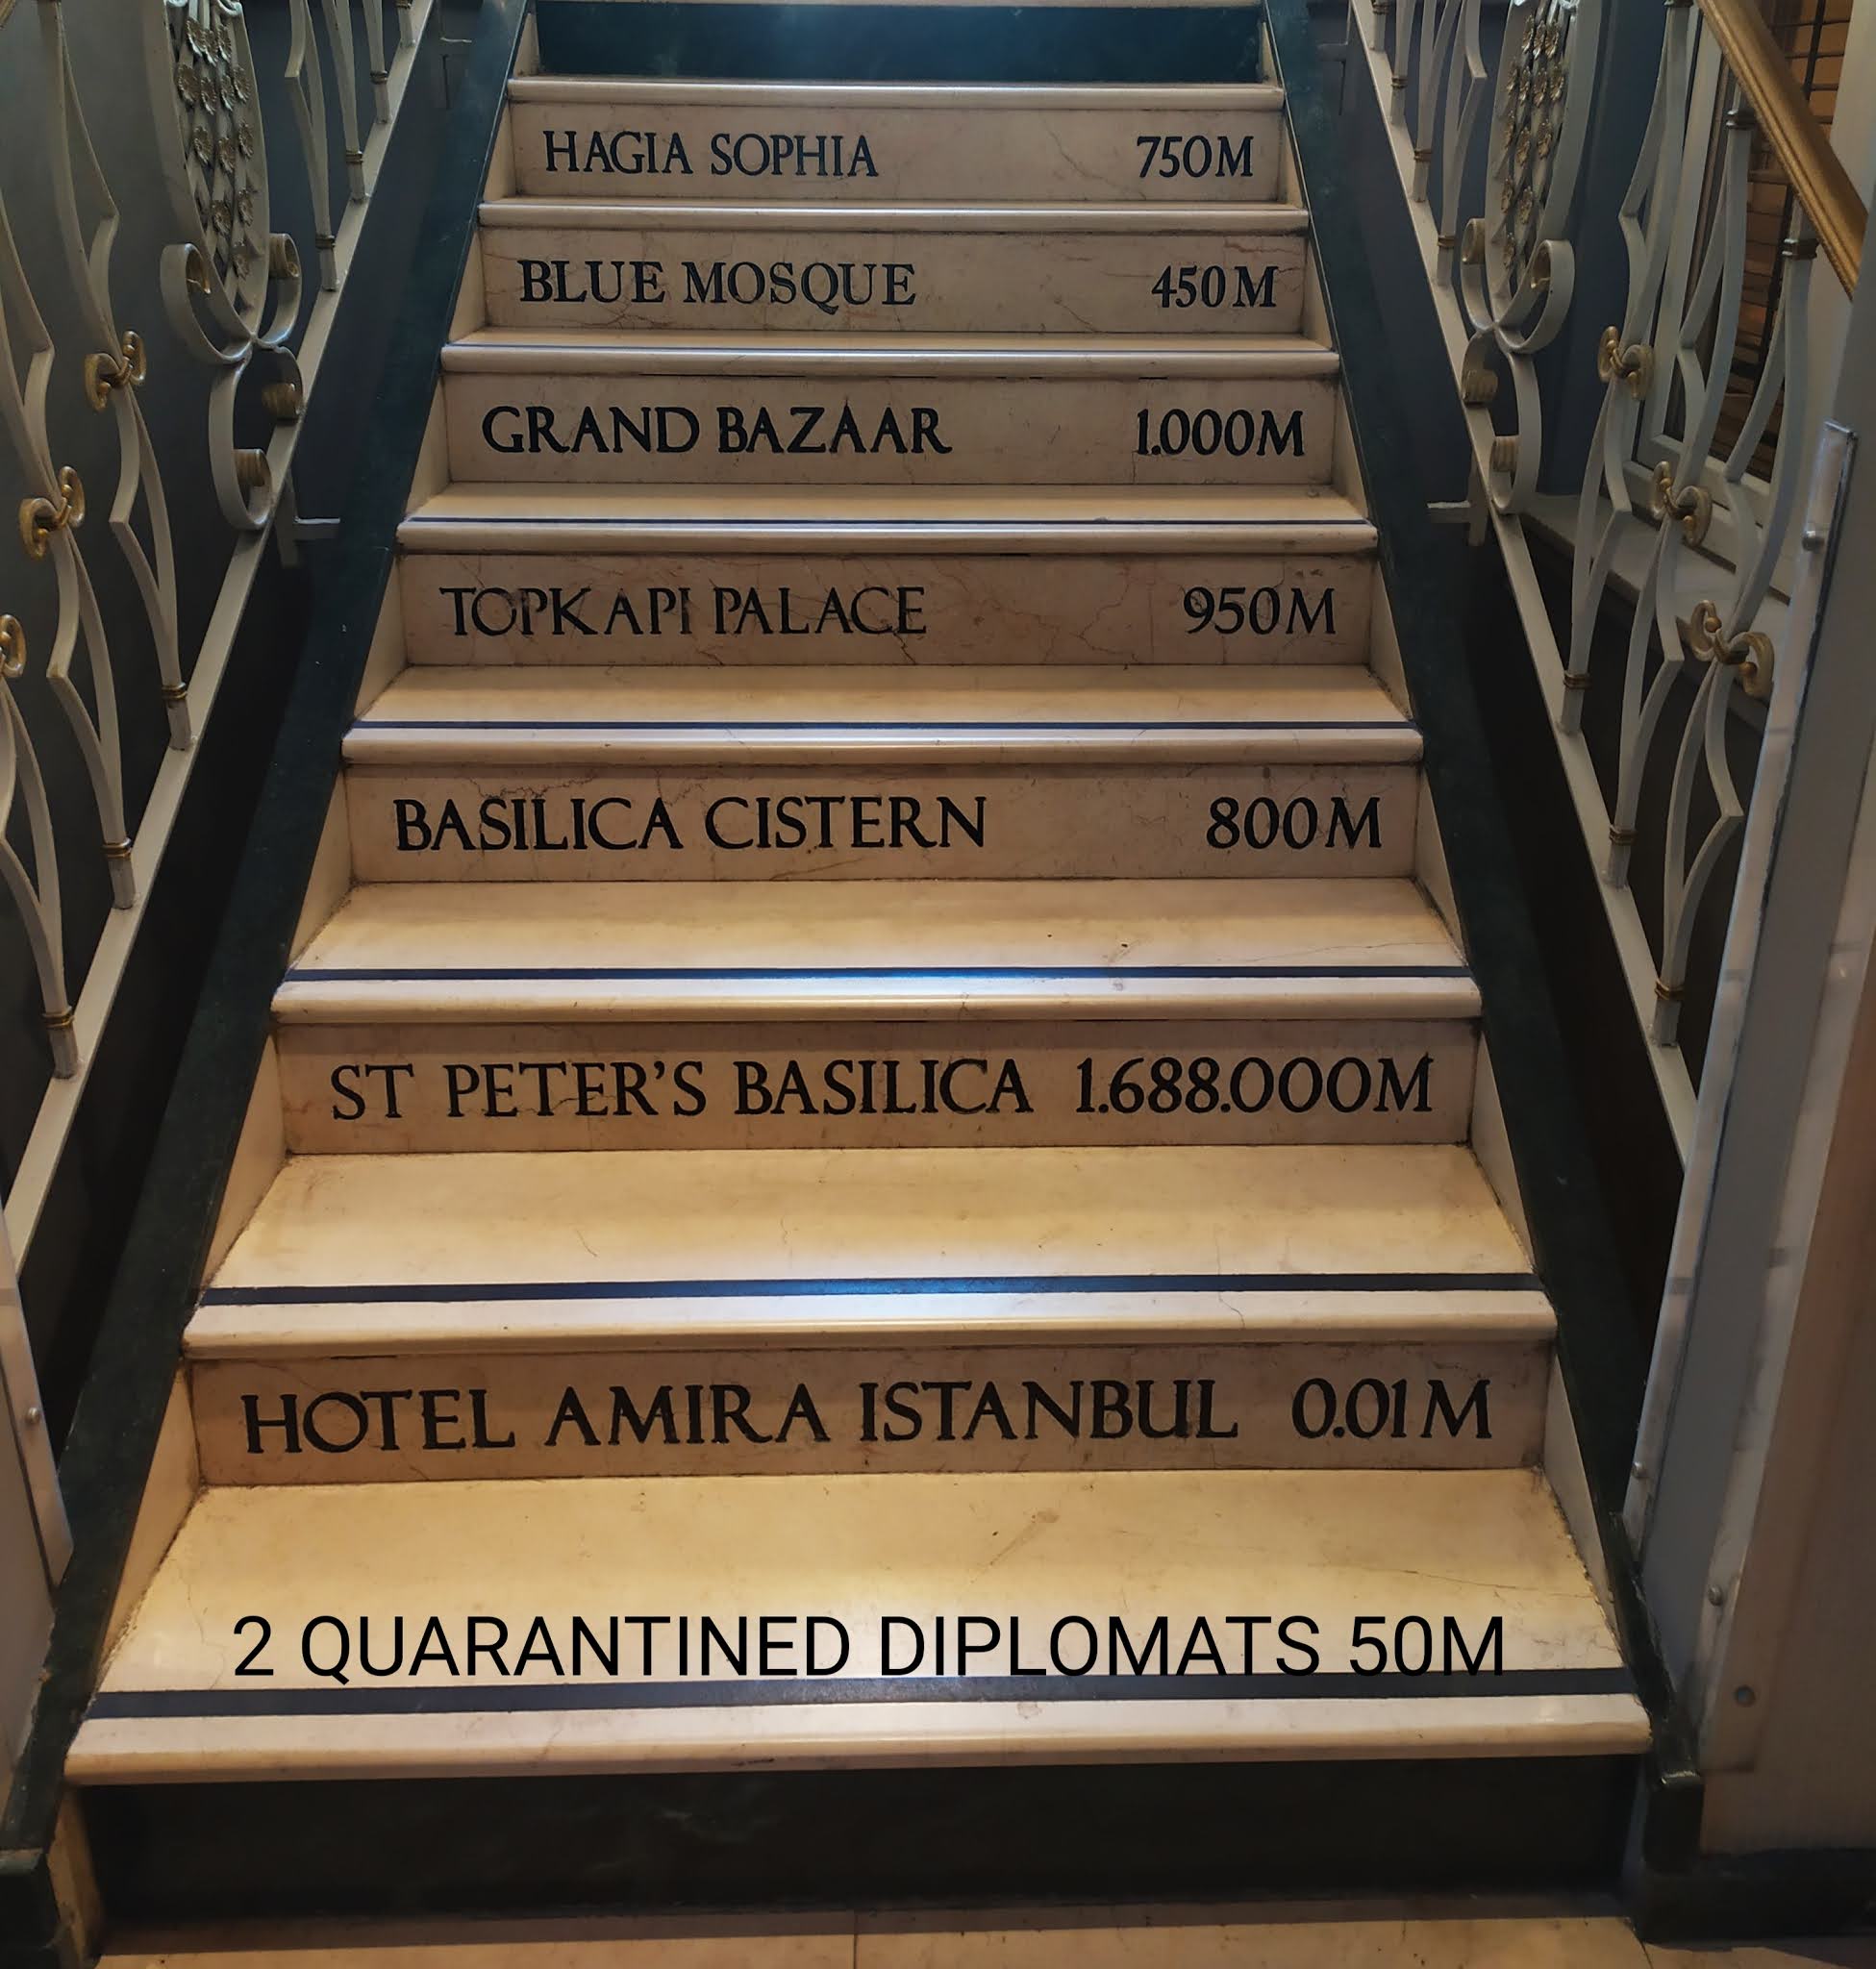 HAGIA SOPHIA 750M
BLUE MOSQUE 450M
GRAND BAZAAR 1.000M
TOPKAPI PALACE 950M
BASILICA CISTERN 800M
ST PETER'S BASILICA 1.688.000M
HOTEL AMIRA ISTANBUL 0.01M
2 QUARANTINED DIPLOMATS 50M